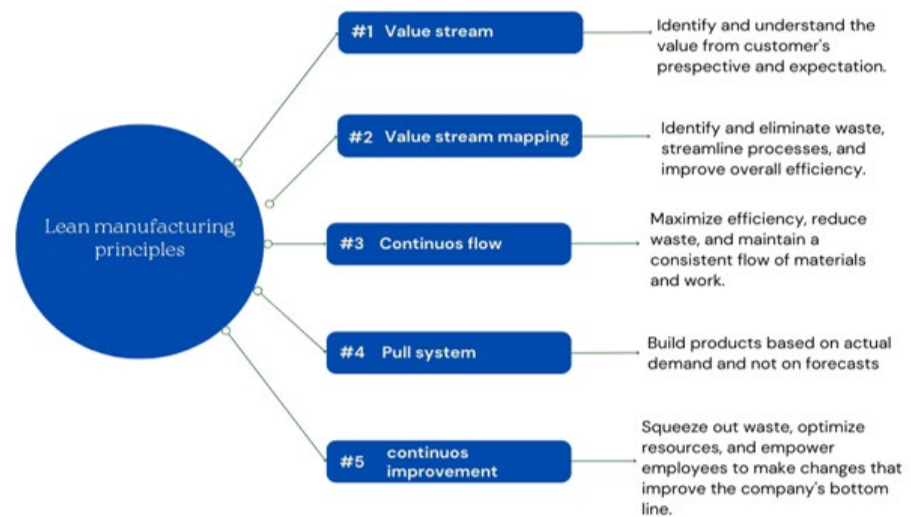 Lean manufacturing
principles
#1 Value stream
Identify and understand the
value from customer's
prespective and expectation.
#2 Value stream mapping
Identify and eliminate waste,
streamline processes, and
improve overall efficiency.
#3 Continuos flow
Maximize efficiency, reduce
waste, and maintain a
consistent flow of materials
and work.
#4 Pull system
Build products based on actual
demand and not on forecasts
#5 continuos
improvement
Squeeze out waste, optimize
resources, and empower
employees to make changes that
improve the company's bottom
line.